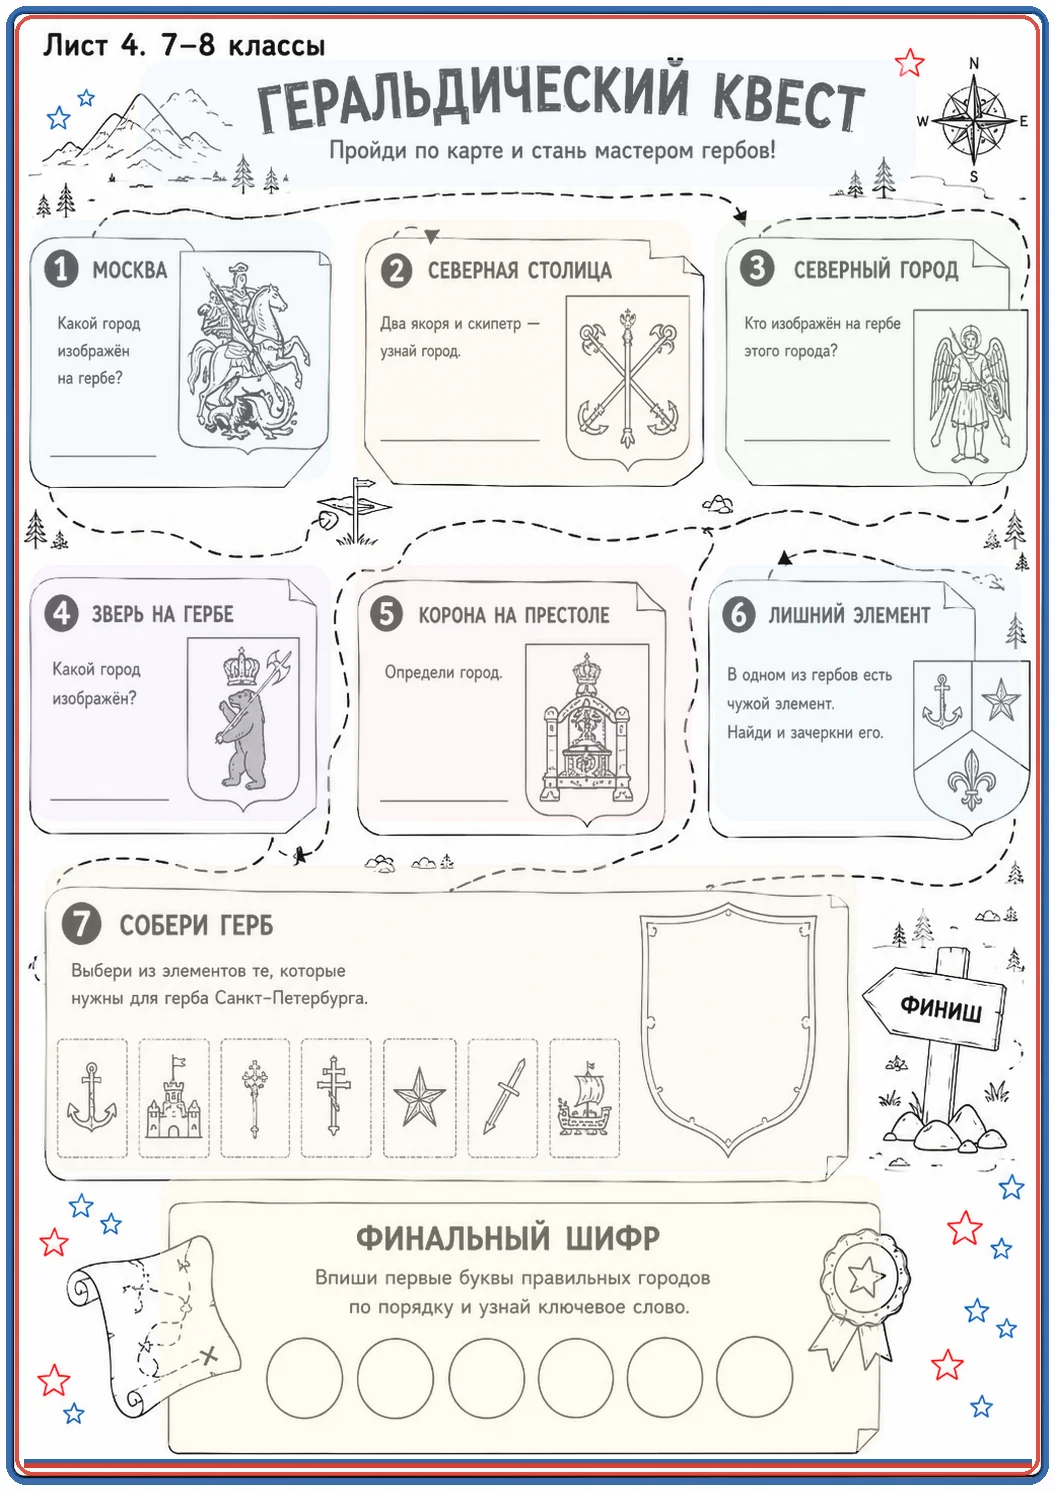 Лист 4. 7–8 классы
ГЕРАЛЬДИЧЕСКИЙ КВЕСТ
Пройди по карте и стань мастером гербов!
N
W E
S
1 МОСКВА
Какой город
изображён
на гербе?
2 СЕВЕРНАЯ СТОЛИЦА
Два якоря и скипетр —
узнай город.
3 СЕВЕРНЫЙ ГОРОД
Кто изображён на гербе
этого города?
4 ЗВЕРЬ НА ГЕРБЕ
Какой город
изображён?
5 КОРОНА НА ПРЕСТОЛЕ
Определи город.
6 ЛИШНИЙ ЭЛЕМЕНТ
В одном из гербов есть
чужой элемент.
Найди и зачеркни его.
7 СОБЕРИ ГЕРБ
Выбери из элементов те, которые
нужны для герба Санкт-Петербурга.
ФИНИШ
ФИНАЛЬНЫЙ ШИФР
Впиши первые буквы правильных городов
по порядку и узнай ключевое слово.